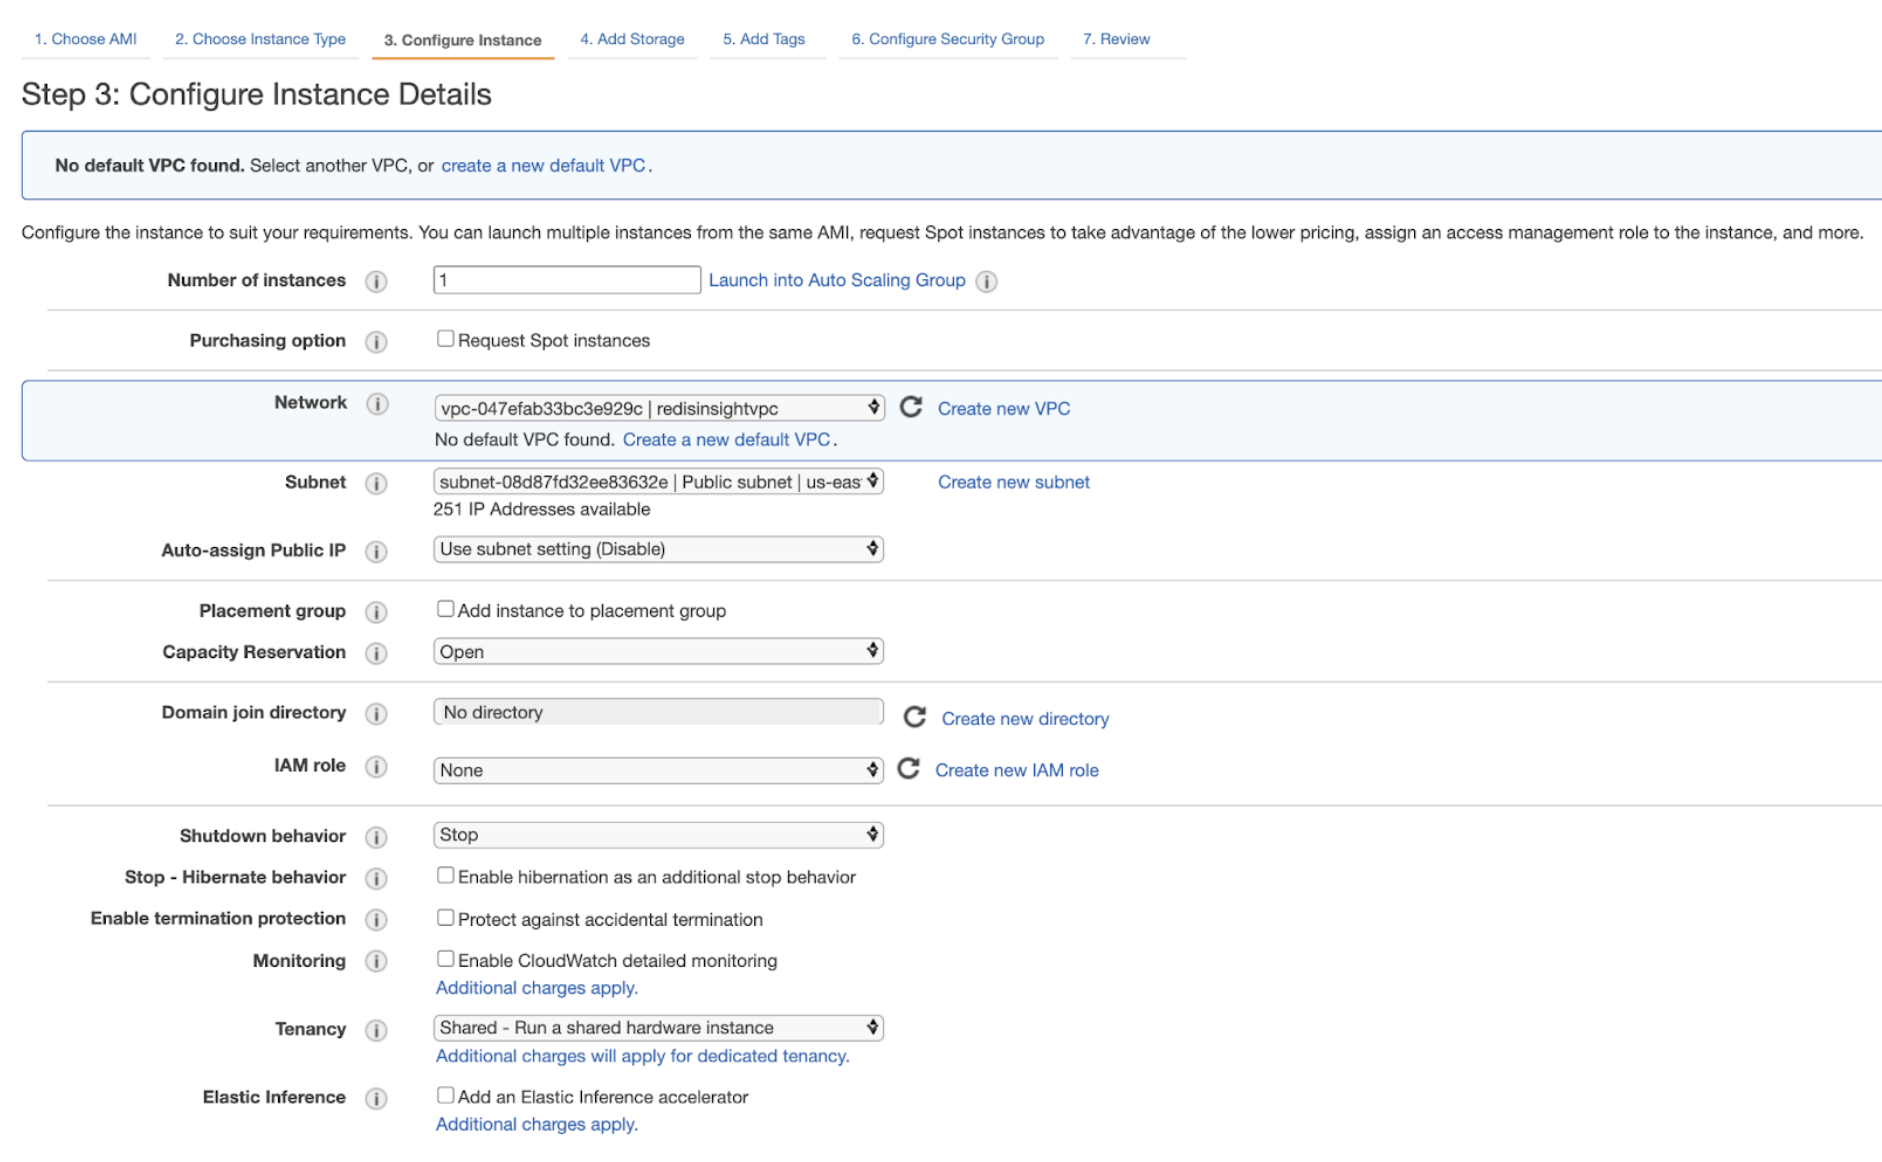 1. Choose AMI 2. Choose Instance Type 3. Configure Instance 4. Add Storage 5. Add Tags 6. Configure Security Group 7. Review
Step 3: Configure Instance Details
No default VPC found. Select another VPC, or create a new default VPC.
Configure the instance to suit your requirements. You can launch multiple instances from the same AMI, request Spot instances to take advantage of the lower pricing, assign an access management role to the instance, and more.
Number of instances i 1 Launch into Auto Scaling Group i
Purchasing option i Request Spot instances
Network i vpc-047efab33bc3e929c | redisinsightvpc Create new VPC
No default VPC found. Create a new default VPC.
Subnet i subnet-08d87fd32ee83632e | Public subnet | us-eas Create new subnet
251 IP Addresses available
Auto-assign Public IP i Use subnet setting (Disable)
Placement group i Add instance to placement group
Capacity Reservation i Open
Domain join directory i No directory Create new directory
IAM role i None Create new IAM role
Shutdown behavior i Stop
Stop - Hibernate behavior i Enable hibernation as an additional stop behavior
Enable termination protection i Protect against accidental termination
Monitoring i Enable CloudWatch detailed monitoring
Additional charges apply.
Tenancy i Shared - Run a shared hardware instance
Additional charges will apply for dedicated tenancy.
Elastic Inference i Add an Elastic Inference accelerator
Additional charges apply.